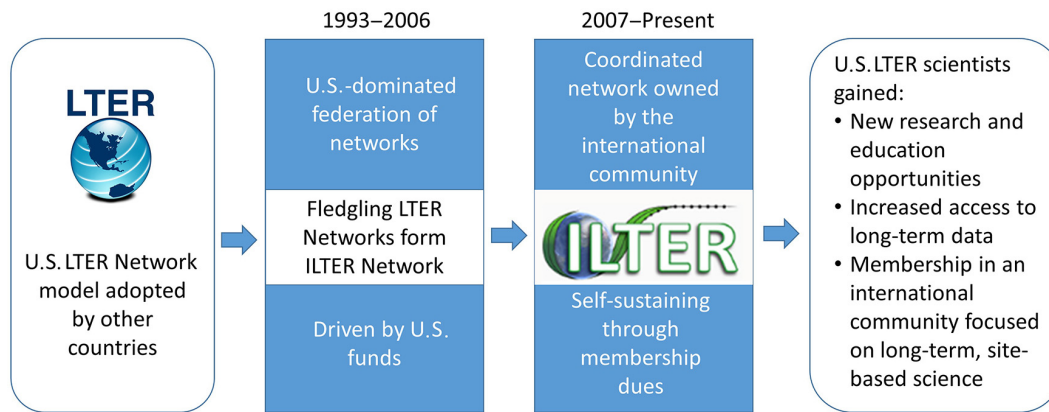 LTER
U.S. LTER Network
model adopted
by other
countries
1993–2006
U.S.-dominated
federation of
networks
Fledgling LTER
Networks form
ILTER Network
Driven by U.S.
funds
2007–Present
Coordinated
network owned
by the
international
community
ILTER
Self-sustaining
through
membership
dues
U.S. LTER scientists
gained:
• New research and
education
opportunities
• Increased access to
long-term data
• Membership in an
international
community focused
on long-term, site-
based science